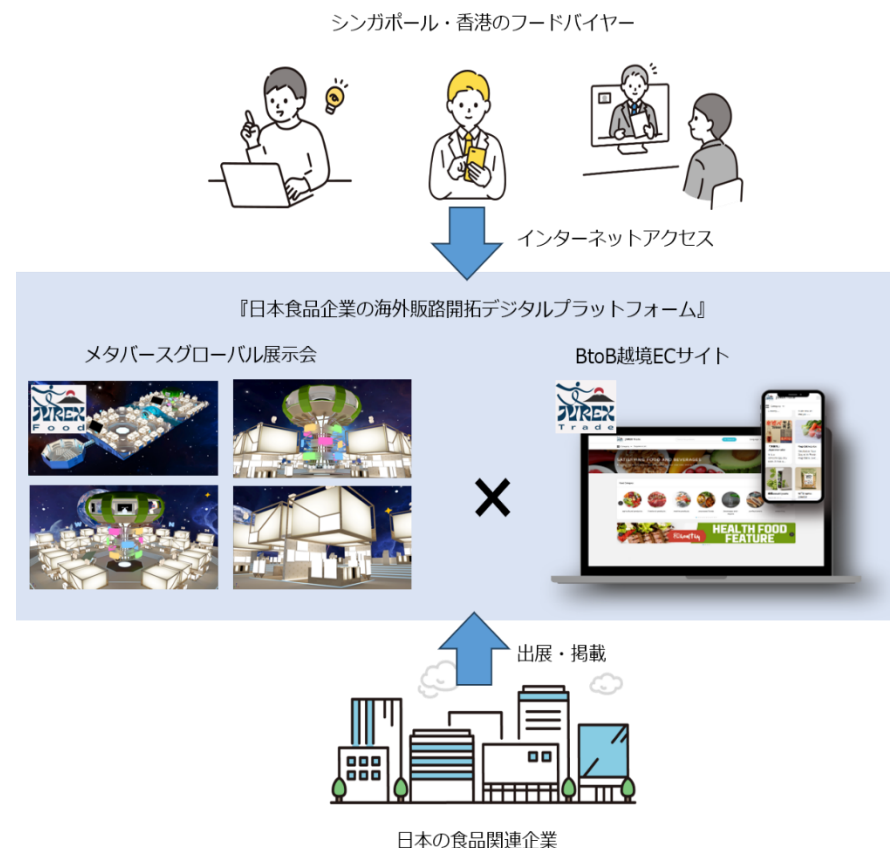 シンガポール・香港のフードバイヤー
インターネットアクセス
『日本食品企業の海外販路開拓デジタルプラットフォーム』
メタバースグローバル展示会
BtoB越境ECサイト
JUREX
Food
Trade
HEALTH FOOD
FEATURE
×
出展・掲載
日本の食品関連企業